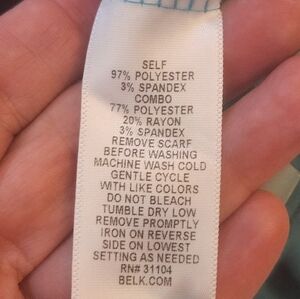 SELF
97% POLYESTER
3% SPANDEX
COMBO
77% POLYESTER
20% RAYON
3% SPANDEX
REMOVE SCARF
BEFORE WASHING
MACHINE WASH COLD
GENTLE CYCLE
WITH LIKE COLORS
DO NOT BLEACH
TUMBLE DRY LOW
REMOVE PROMPTLY
IRON ON REVERSE
SIDE ON LOWEST
SETTING AS NEEDED
RN# 31104
BELK.COM